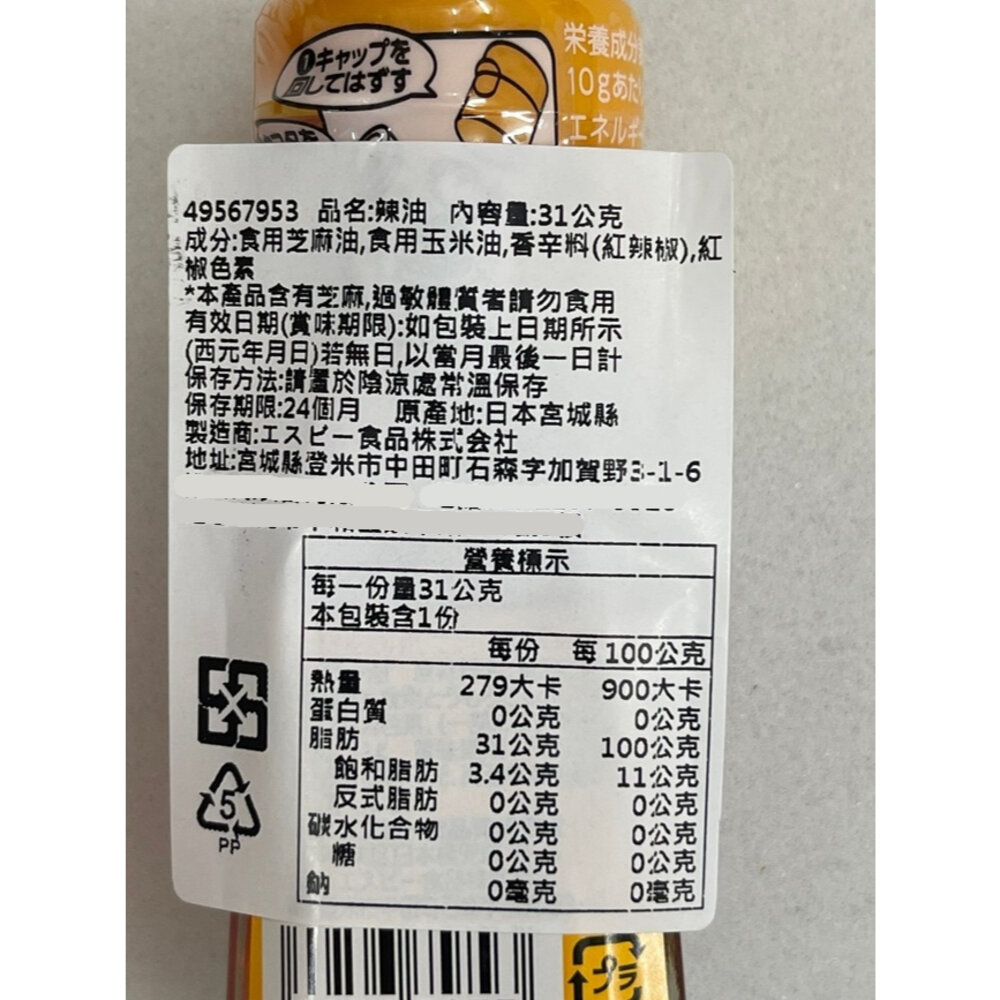 ①キャップを
回してはずす
栄養成分
10gあた
エネルギー
49567953 品名:辣油 內容量:31公克
成分:食用芝麻油,食用玉米油,香辛料(紅辣椒),紅
椒色素
*本產品含有芝麻,過敏體質者請勿食用
有效日期(賞味期限):如包裝上日期所示
(西元年月日)若無日,以當月最後一日計
保存方法:請置於陰涼處常溫保存
保存期限:24個月 原產地:日本宮城縣
製造商:エスビー食品株式会社
地址:宮城縣登米市中田町石森字加賀野3-1-6
營養標示
每一份量31公克
本包裝含1份
每份 每100公克
熱量 279大卡 900大卡
蛋白質 0公克 0公克
脂肪 31公克 100公克
飽和脂肪 3.4公克 11公克
反式脂肪 0公克 0公克
碳水化合物 0公克 0公克
糖 0公克 0公克
鈉 0毫克 0毫克
5
PP
プラ